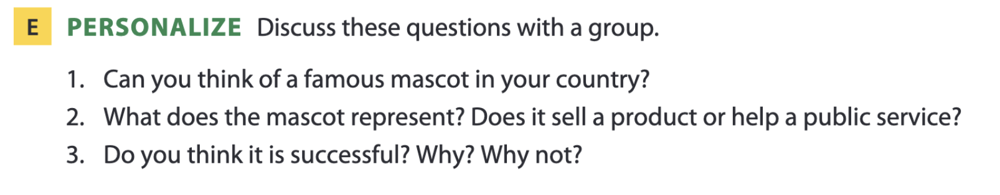 E PERSONALIZE Discuss these questions with a group.
1. Can you think of a famous mascot in your country?
2. What does the mascot represent? Does it sell a product or help a public service?
3. Do you think it is successful? Why? Why not?